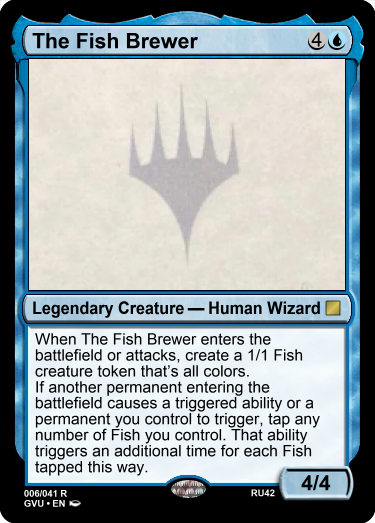 The Fish Brewer 4
Legendary Creature — Human Wizard
When The Fish Brewer enters the
battlefield or attacks, create a 1/1 Fish
creature token that's all colors.
If another permanent entering the
battlefield causes a triggered ability or a
permanent you control to trigger, tap any
number of Fish you control. That ability
triggers an additional time for each Fish
tapped this way.
4/4
006/041 R RU42
GVU • EN